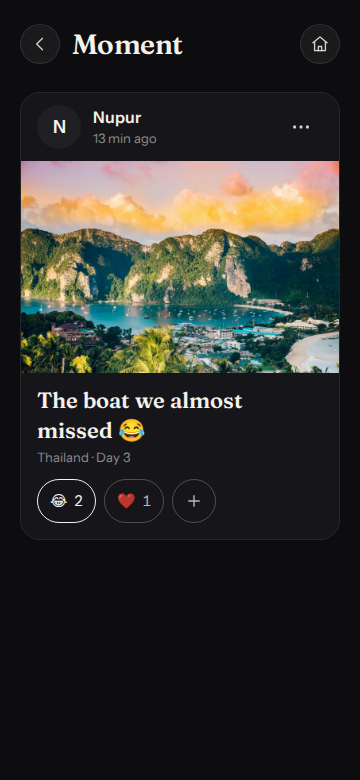 Moment
N
Nupur
13 min ago
The boat we almost
missed 😂
Thailand · Day 3
😂 2
❤️ 1